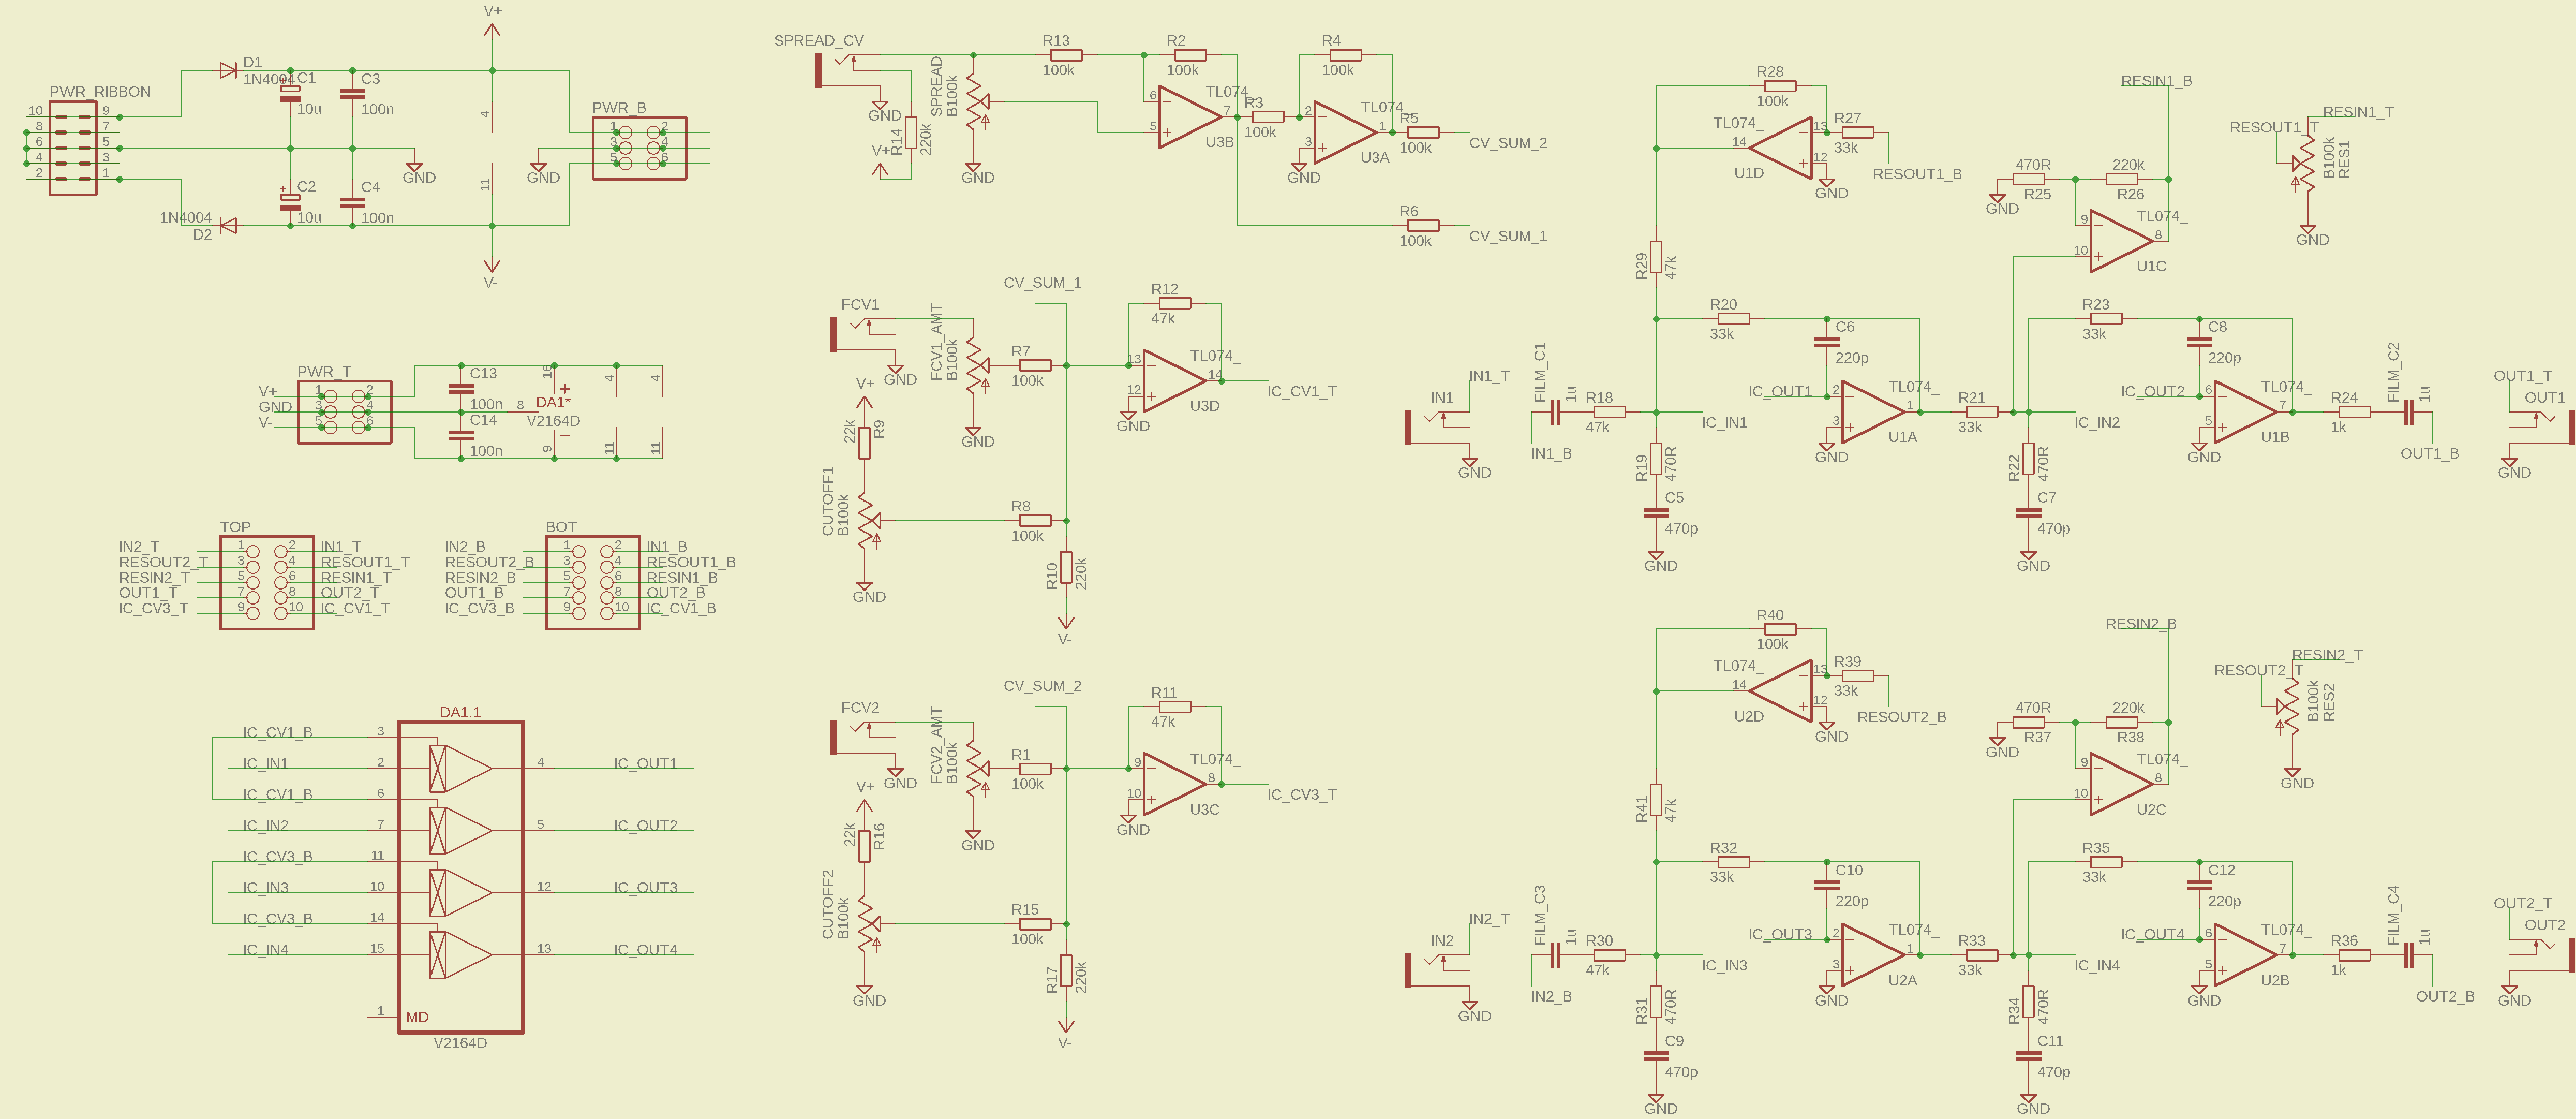 V+
D1
1N4004
C1
10u
C3
100n
PWR_RIBBON
10 9
8 7
6 5
4 3
2 1
GND
C2
10u
C4
100n
1N4004
D2
4
11
V-
PWR_B
1 2
3 4
5 6
GND
PWR_T
V+
GND
V-
1 2
3 4
5 6
C13
100n
C14
100n
16
8
DA1*
V2164D
9
4
11
4
11
TOP
IN2_T 1 2 IN1_T
RESOUT2_T 3 4 RESOUT1_T
RESIN2_T 5 6 RESIN1_T
OUT1_T 7 8 OUT2_T
IC_CV3_T 9 10 IC_CV1_T
BOT
IN2_B 1 2 IN1_B
RESOUT2_B 3 4 RESOUT1_B
RESIN2_B 5 6 RESIN1_B
OUT1_B 7 8 OUT2_B
IC_CV3_B 9 10 IC_CV1_B
DA1.1
IC_CV1_B 3
IC_IN1 2 4 IC_OUT1
IC_CV1_B 6
IC_IN2 7 5 IC_OUT2
IC_CV3_B 11
IC_IN3 10 12 IC_OUT3
IC_CV3_B 14
IC_IN4 15 13 IC_OUT4
1 MD
V2164D
SPREAD_CV
GND
R14
220k
V+
SPREAD
B100k
GND
R13
100k
R2
100k
6
5
7
TL074_
U3B
R3
100k
R4
100k
2
3
1
TL074_
U3A
GND
R5
100k
CV_SUM_2
R6
100k
CV_SUM_1
CV_SUM_1
FCV1
GND
FCV1_AMT
B100k
GND
R7
100k
R12
47k
13
12
14
TL074_
U3D
GND
IC_CV1_T
V+
22k
R9
CUTOFF1
B100k
GND
R8
100k
R10
220k
V-
CV_SUM_2
FCV2
GND
FCV2_AMT
B100k
GND
R1
100k
R11
47k
9
10
8
TL074_
U3C
GND
IC_CV3_T
V+
22k
R16
CUTOFF2
B100k
GND
R15
100k
R17
220k
V-
R28
100k
TL074_
14
13
12
U1D
GND
R27
33k
RESOUT1_B
R29
47k
RESIN1_B
470R
R25
GND
220k
R26
9
10
8
TL074_
U1C
RESIN1_T
RESOUT1_T
B100k
RES1
GND
IN1_T
IN1
GND
FILM_C1
1u
IN1_B
R18
47k
IC_IN1
R19
470R
C5
470p
GND
R20
33k
C6
220p
IC_OUT1
2
3
1
TL074_
U1A
GND
R21
33k
IC_IN2
R22
470R
C7
470p
GND
R23
33k
C8
220p
IC_OUT2
6
5
7
TL074_
U1B
GND
R24
1k
FILM_C2
1u
OUT1_B
OUT1_T
OUT1
GND
R40
100k
TL074_
14
13
12
U2D
GND
R39
33k
RESOUT2_B
R41
47k
RESIN2_B
470R
R37
GND
220k
R38
9
10
8
TL074_
U2C
RESIN2_T
RESOUT2_T
B100k
RES2
GND
IN2_T
IN2
GND
FILM_C3
1u
IN2_B
R30
47k
IC_IN3
R31
470R
C9
470p
GND
R32
33k
C10
220p
IC_OUT3
2
3
1
TL074_
U2A
GND
R33
33k
IC_IN4
R34
470R
C11
470p
GND
R35
33k
C12
220p
IC_OUT4
6
5
7
TL074_
U2B
GND
R36
1k
FILM_C4
1u
OUT2_B
OUT2_T
OUT2
GND